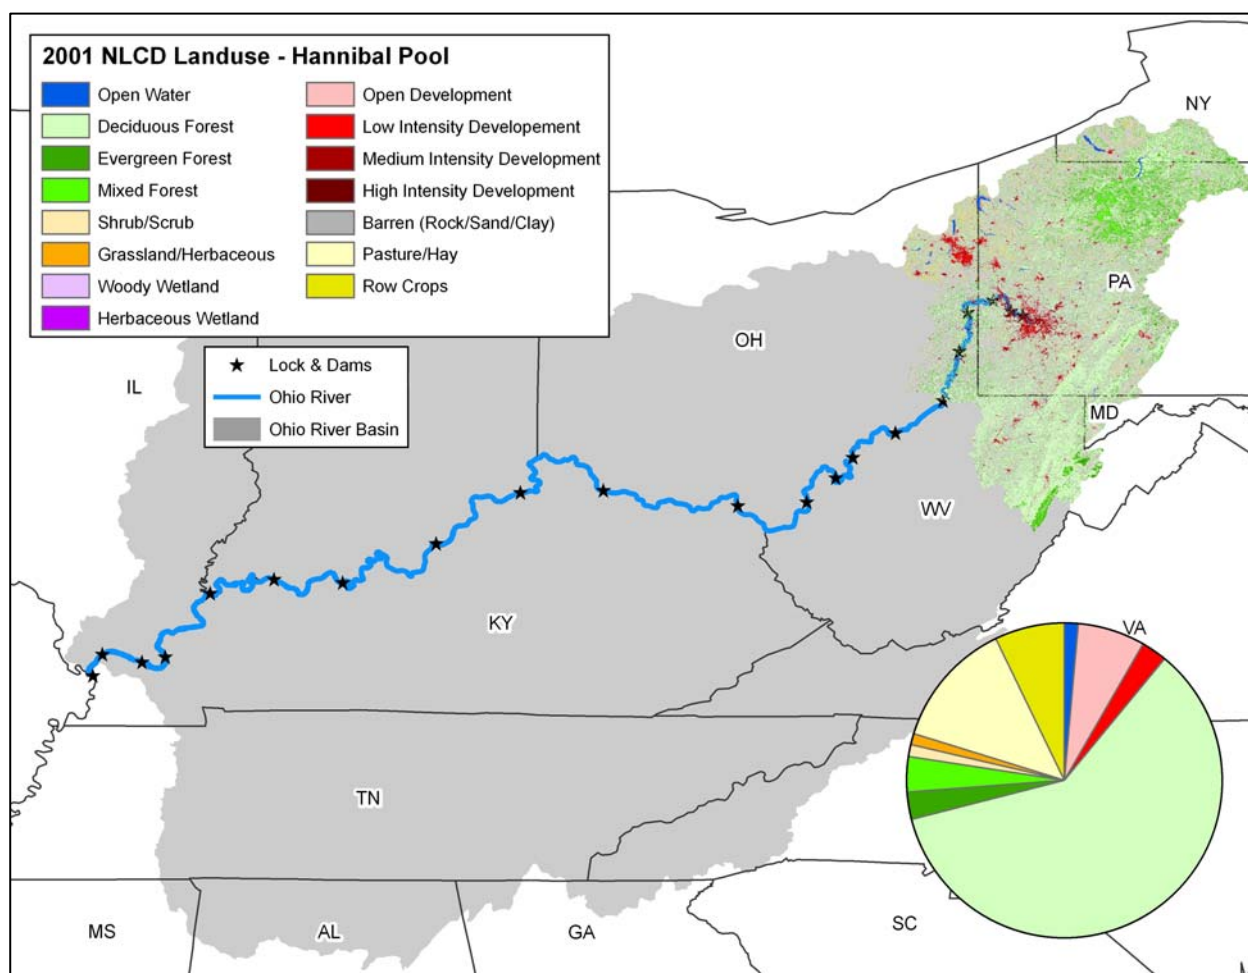 2001 NLCD Landuse - Hannibal Pool
Open Water
Deciduous Forest
Evergreen Forest
Mixed Forest
Shrub/Scrub
Grassland/Herbaceous
Woody Wetland
Herbaceous Wetland
Open Development
Low Intensity Developement
Medium Intensity Development
High Intensity Development
Barren (Rock/Sand/Clay)
Pasture/Hay
Row Crops
Lock & Dams
Ohio River
Ohio River Basin
NY
PA
OH
IL
MD
WV
KY
VA
TN
MS
AL
GA
SC